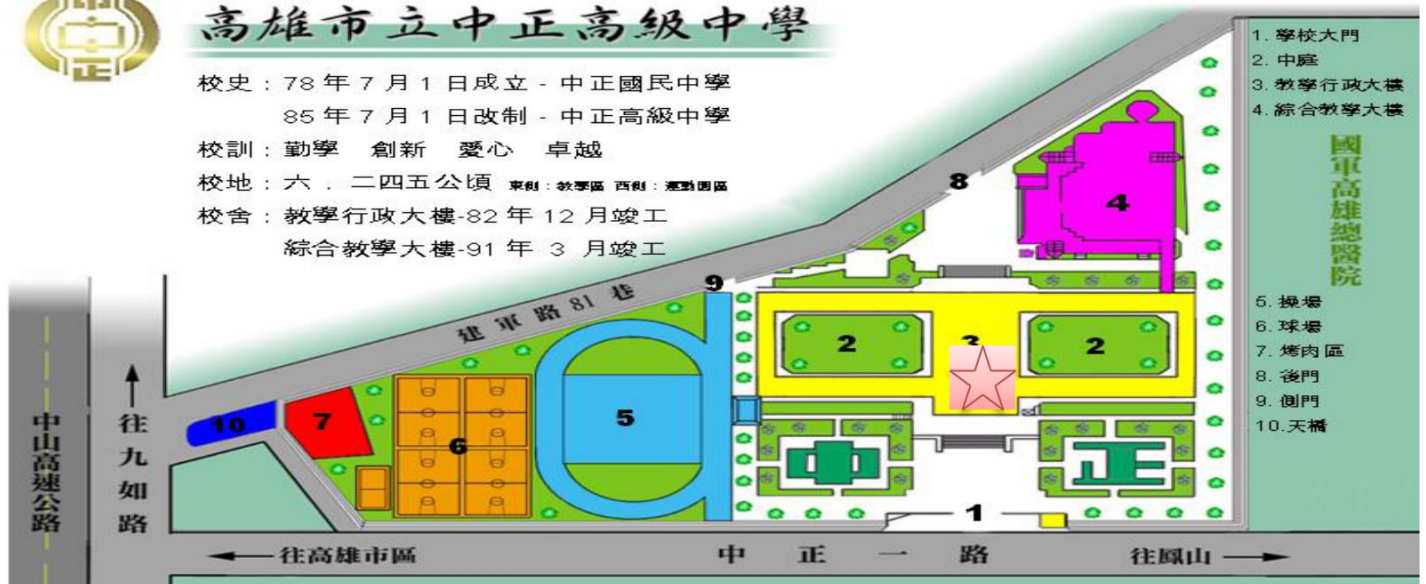 中正
高雄市立中正高級中學
校史：78年7月1日成立-中正國民中學
85年7月1日改制-中正高級中學
校訓：勤學 創新 愛心 卓越
校地：六．二四五公頃 東側：教學區 西側：運動園區
校舍：教學行政大樓-82年12月竣工
綜合教學大樓-91年 3 月竣工
1. 學校大門
2. 中庭
3. 教學行政大樓
4. 綜合教學大樓
國軍高雄總醫院
5. 操場
6. 球場
7. 烤肉區
8. 後門
9. 側門
10.天橋
8
4
9
建軍路81巷
2
3
2
10
7
6
5
中正
1
中山高速公路
往九如路
往高雄市區
中正一路
往鳳山